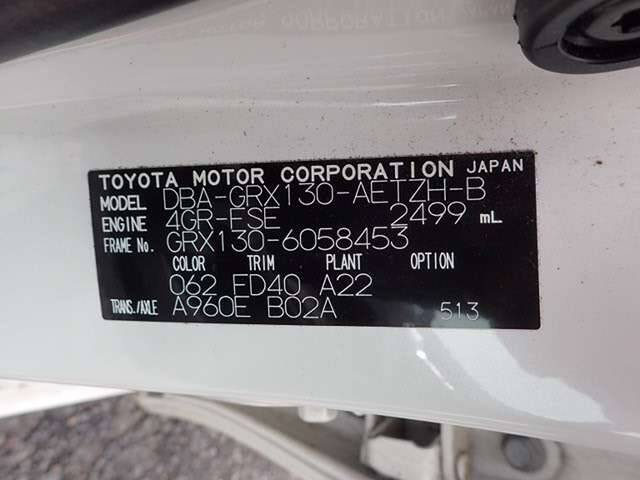 TOYOTA MOTOR CORPORATION JAPAN
MODEL DBA-GRX130-AETZH-B
ENGINE 4GR-FSE 2499 mL
FRAME No. GRX130-6058453
COLOR TRIM PLANT OPTION
062 FD40 A22
TRANS./AXLE A960E B02A 513